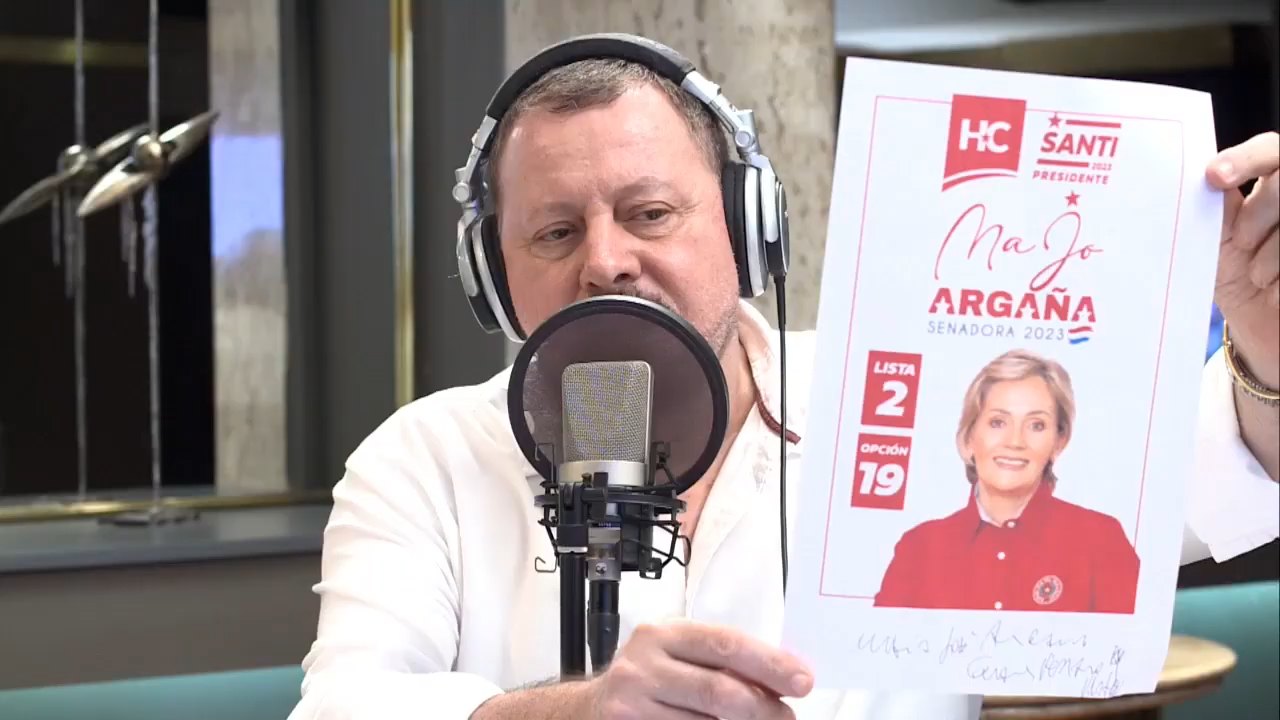 HC
SANTI
2023
PRESIDENTE
Ma Jo
ARGAÑA
SENADORA 2023
LISTA
2
OPCIÓN
19